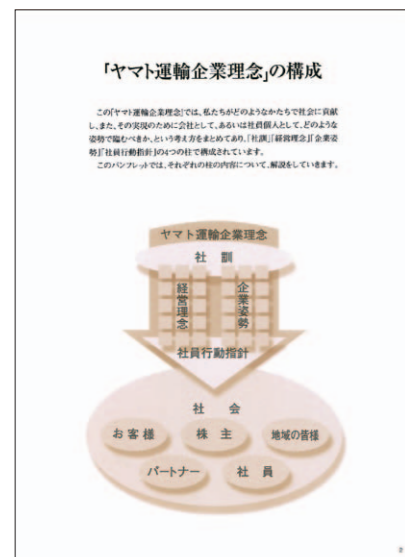 「ヤマト運輸企業理念」の構成
この「ヤマト運輸企業理念」では、私たちがどのようなかたちで社会に貢献
し、また、その実現のために会社として、あるいは社員個人として、どのような
姿勢で臨むべきか、という考え方をまとめてあり、「社訓」「経営理念」「企業姿
勢」「社員行動指針」の4つの柱で構成されています。
このパンフレットでは、それぞれの柱の内容について、解説をしていきます。
ヤマト運輸企業理念
社訓
経営理念
企業姿勢
社員行動指針
社会
お客様
株主
地域の皆様
パートナー
社員